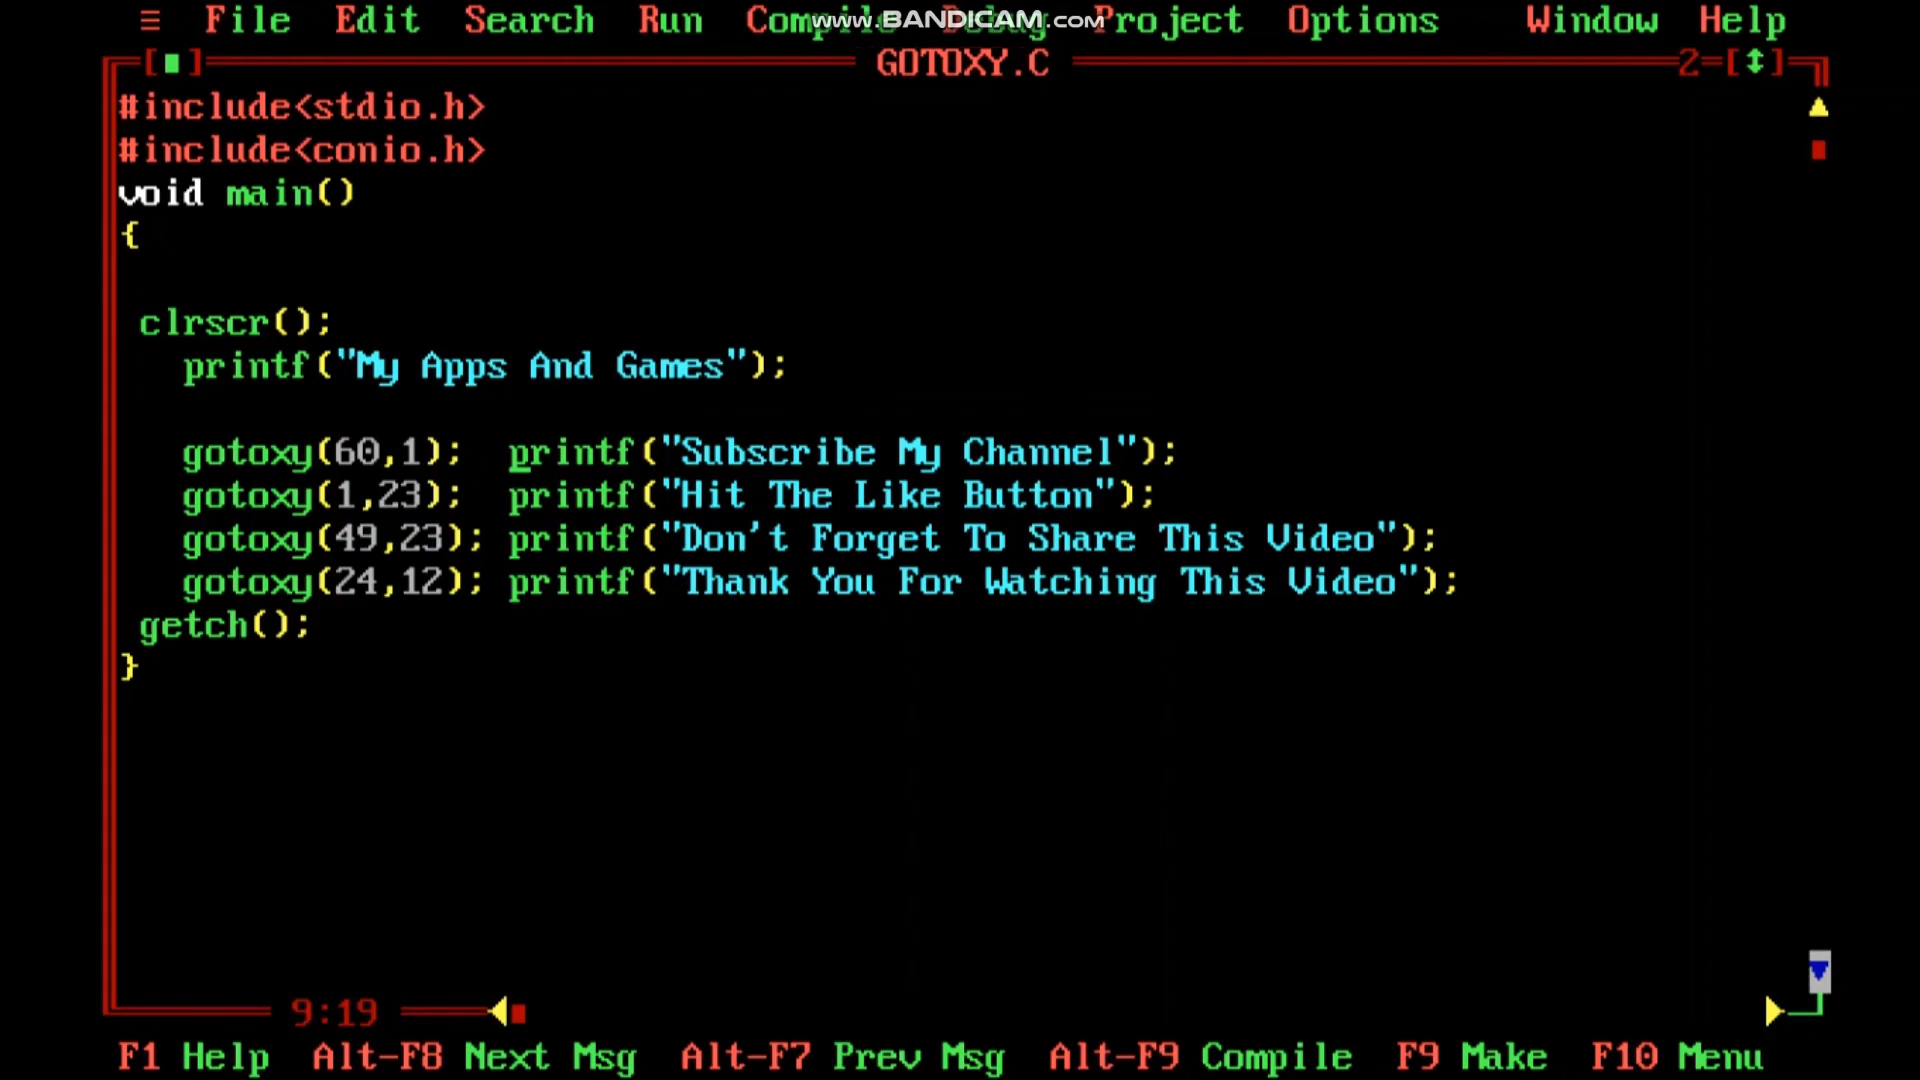 ≡ File Edit Search Run Compile Debug Project Options Window Help
www.BANDICAM.com
[■] GOTOXY.C 2=[↕]
#include<stdio.h>
#include<conio.h>
void main()
{
clrscr();
printf("My Apps And Games");
gotoxy(60,1); printf("Subscribe My Channel");
gotoxy(1,23); printf("Hit The Like Button");
gotoxy(49,23); printf("Don't Forget To Share This Video");
gotoxy(24,12); printf("Thank You For Watching This Video");
getch();
}
9:19
F1 Help Alt-F8 Next Msg Alt-F7 Prev Msg Alt-F9 Compile F9 Make F10 Menu